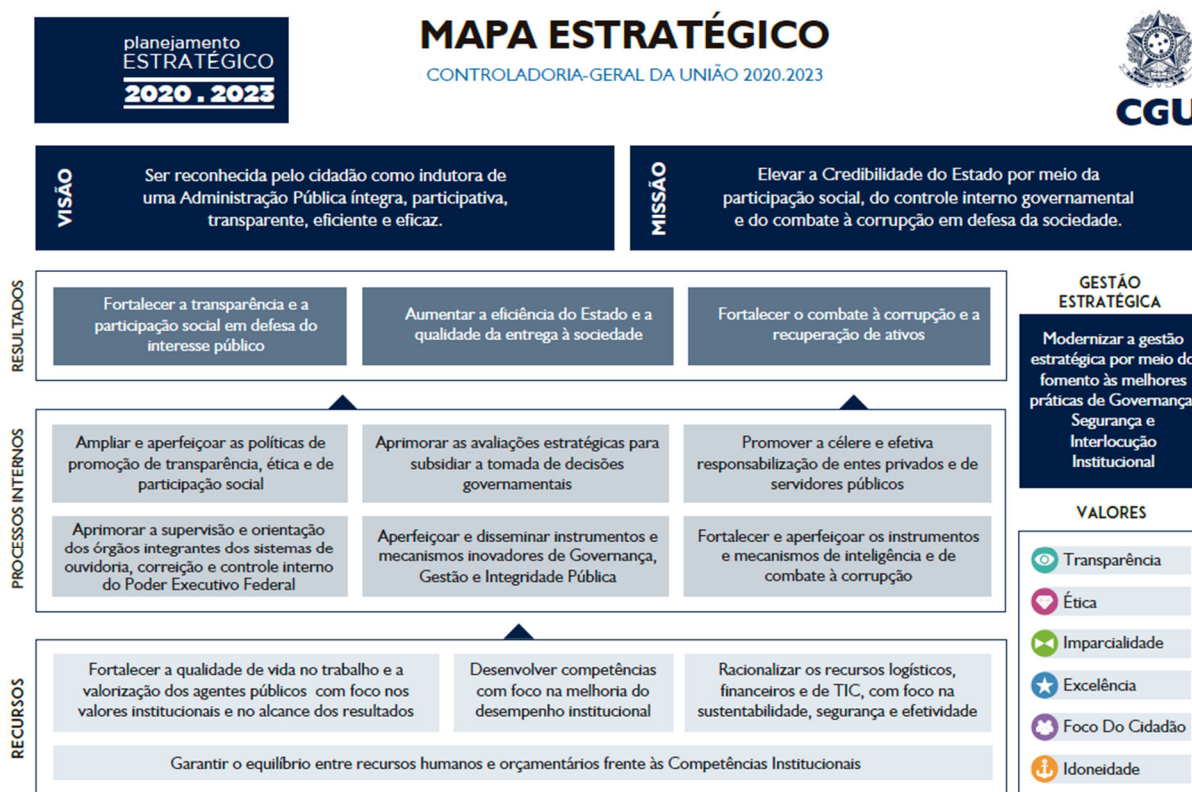 planejamento
ESTRATÉGICO
2020.2023
MAPA ESTRATÉGICO
CONTROLADORIA-GERAL DA UNIÃO 2020.2023
CGU
VISÃO
Ser reconhecida pelo cidadão como indutora de
uma Administração Pública íntegra, participativa,
transparente, eficiente e eficaz.
MISSÃO
Elevar a Credibilidade do Estado por meio da
participação social, do controle interno governamental
e do combate à corrupção em defesa da sociedade.
RESULTADOS
Fortalecer a transparência e a
participação social em defesa do
interesse público
Aumentar a eficiência do Estado e a
qualidade da entrega à sociedade
Fortalecer o combate à corrupção e a
recuperação de ativos
GESTÃO
ESTRATÉGICA
Modernizar a gestão
estratégica por meio do
fomento às melhores
práticas de Governança
Segurança e
Interlocução
Institucional
PROCESSOS INTERNOS
Ampliar e aperfeiçoar as políticas de
promoção de transparência, ética e de
participação social
Aprimorar as avaliações estratégicas para
subsidiar a tomada de decisões
governamentais
Promover a célere e efetiva
responsabilização de entes privados e de
servidores públicos
Aprimorar a supervisão e orientação
dos órgãos integrantes dos sistemas de
ouvidoria, correição e controle interno
do Poder Executivo Federal
Aperfeiçoar e disseminar instrumentos e
mecanismos inovadores de Governança,
Gestão e Integridade Pública
Fortalecer e aperfeiçoar os instrumentos
e mecanismos de inteligência e de
combate à corrupção
RECURSOS
Fortalecer a qualidade de vida no trabalho e a
valorização dos agentes públicos com foco nos
valores institucionais e no alcance dos resultados
Desenvolver competências
com foco na melhoria do
desempenho institucional
Racionalizar os recursos logísticos,
financeiros e de TIC, com foco na
sustentabilidade, segurança e efetividade
Garantir o equilíbrio entre recursos humanos e orçamentários frente às Competências Institucionais
VALORES
Transparência
Ética
Imparcialidade
Excelência
Foco Do Cidadão
Idoneidade